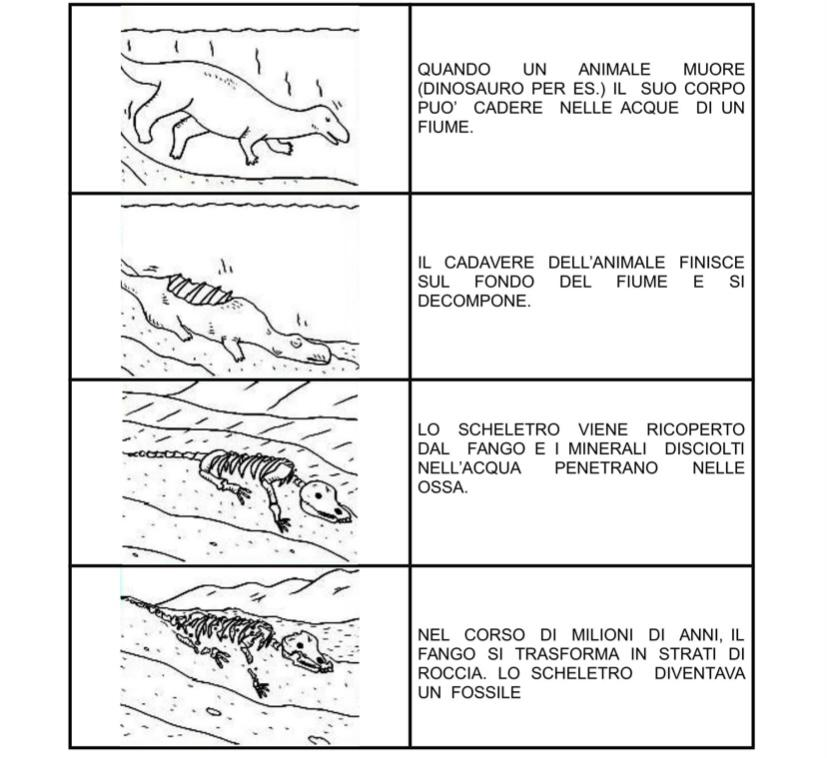 QUANDO UN ANIMALE MUORE
(DINOSAURO PER ES.) IL SUO CORPO
PUO' CADERE NELLE ACQUE DI UN
FIUME.
IL CADAVERE DELL'ANIMALE FINISCE
SUL FONDO DEL FIUME E SI
DECOMPONE.
LO SCHELETRO VIENE RICOPERTO
DAL FANGO E I MINERALI DISCIOLTI
NELL'ACQUA PENETRANO NELLE
OSSA.
NEL CORSO DI MILIONI DI ANNI, IL
FANGO SI TRASFORMA IN STRATI DI
ROCCIA. LO SCHELETRO DIVENTAVA
UN FOSSILE